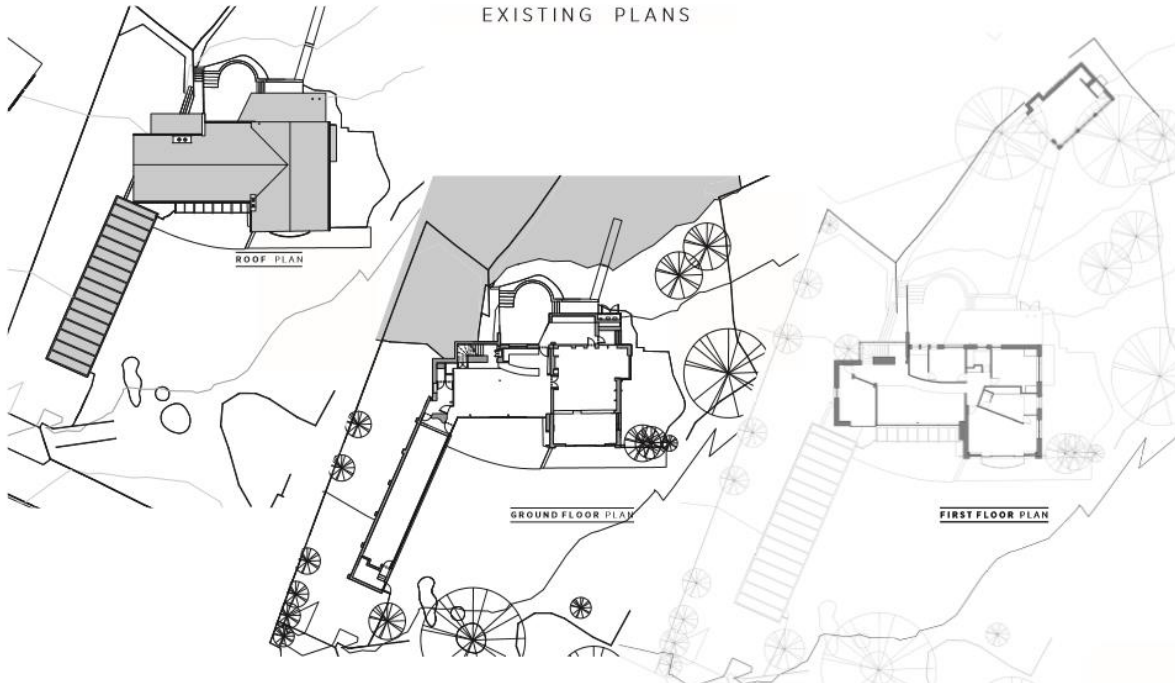 EXISTING PLANS
ROOF PLAN
GROUND FLOOR PLAN
FIRST FLOOR PLAN